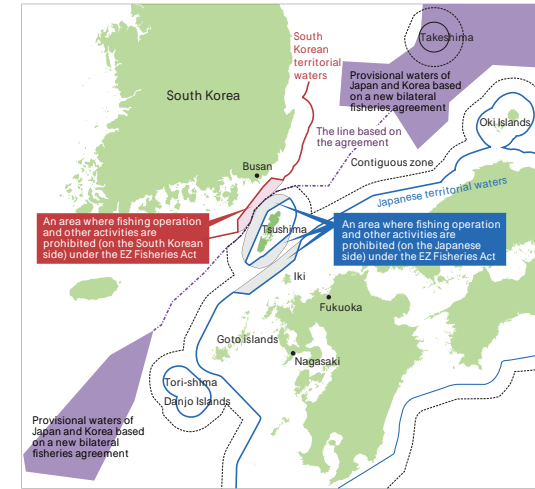 South
Korean
territorial
waters
Takeshima
Provisional waters of
Japan and Korea based
on a new bilateral
fisheries agreement
South Korea
Oki Islands
The line based on
the agreement
Contiguous zone
Busan
Japanese territorial waters
An area where fishing operation
and other activities are
prohibited (on the South Korean
side) under the EZ Fisheries Act
Tsushima
An area where fishing operation
and other activities are
prohibited (on the Japanese
side) under the EZ Fisheries Act
Iki
Fukuoka
Goto islands
Nagasaki
Tori-shima
Danjo Islands
Provisional waters of
Japan and Korea based
on a new bilateral
fisheries agreement